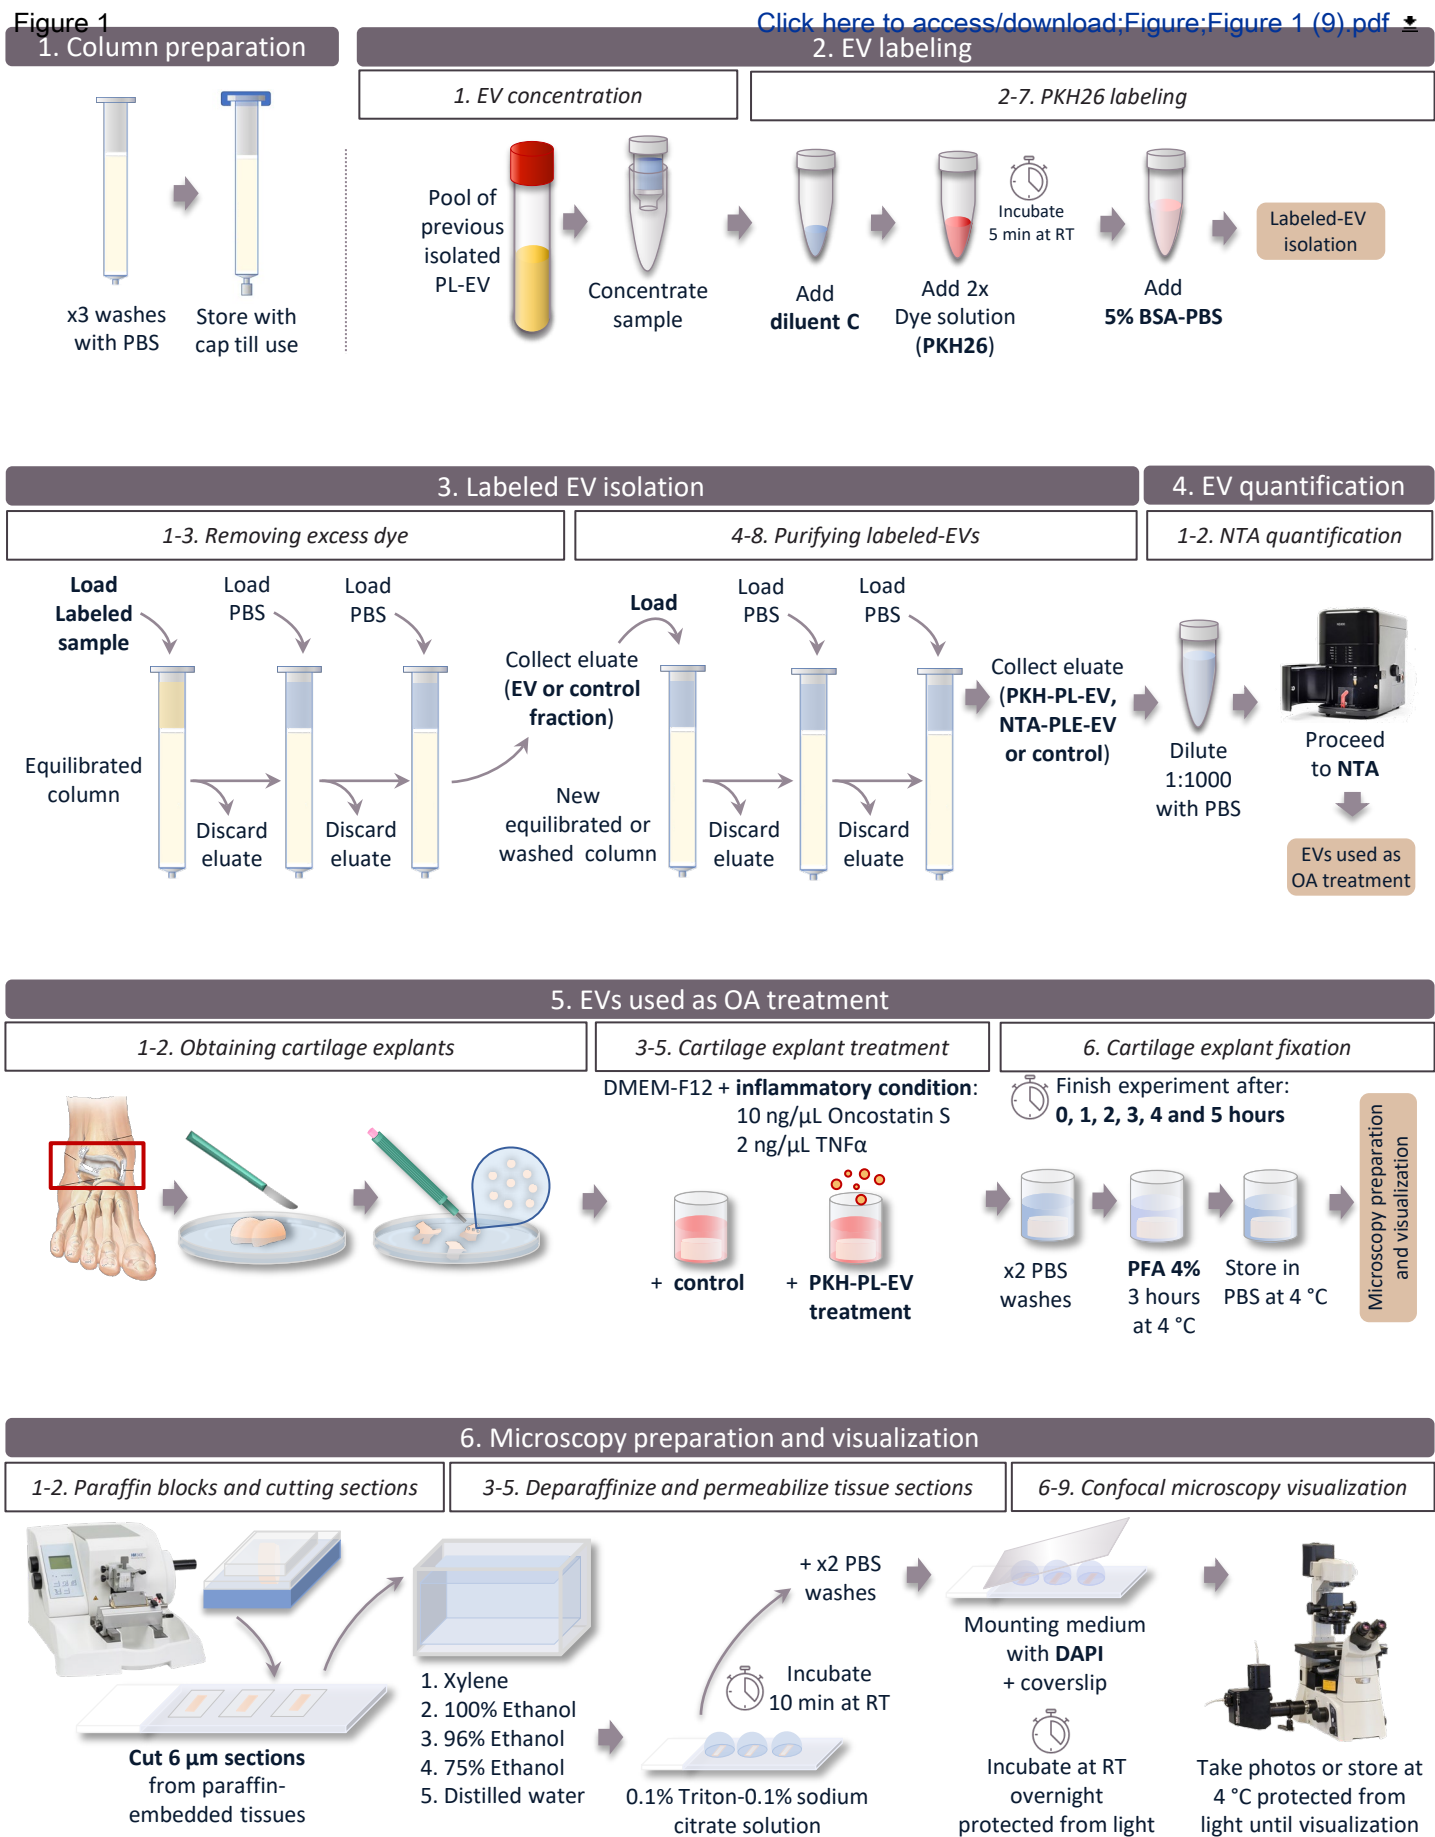 Figure 1
Click here to access/download;Figure;Figure 1 (9).pdf
1. Column preparation
x3 washes
with PBS
Store with
cap till use
2. EV labeling
1. EV concentration
2-7. PKH26 labeling
Pool of
previous
isolated
PL-EV
Concentrate
sample
Add
diluent C
Add 2x
Dye solution
(PKH26)
Incubate
5 min at RT
Add
5% BSA-PBS
Labeled-EV
isolation
3. Labeled EV isolation
1-3. Removing excess dye
4-8. Purifying labeled-EVs
Load
Labeled
sample
Load
PBS
Load
PBS
Equilibrated
column
Discard
eluate
Discard
eluate
Collect eluate
(EV or control
fraction)
Load
New
equilibrated or
washed column
Load
PBS
Load
PBS
Discard
eluate
Discard
eluate
Collect eluate
(PKH-PL-EV,
NTA-PLE-EV
or control)
4. EV quantification
1-2. NTA quantification
Dilute
1:1000
with PBS
Proceed
to NTA
EVs used as
OA treatment
5. EVs used as OA treatment
1-2. Obtaining cartilage explants
3-5. Cartilage explant treatment
6. Cartilage explant fixation
DMEM-F12 + inflammatory condition:
10 ng/µL Oncostatin S
2 ng/µL TNFα
+ control
+ PKH-PL-EV
treatment
Finish experiment after:
0, 1, 2, 3, 4 and 5 hours
x2 PBS
washes
PFA 4%
3 hours
at 4 °C
Store in
PBS at 4 °C
Microscopy preparation
and visualization
6. Microscopy preparation and visualization
1-2. Paraffin blocks and cutting sections
3-5. Deparaffinize and permeabilize tissue sections
6-9. Confocal microscopy visualization
Cut 6 µm sections
from paraffin-
embedded tissues
1. Xylene
2. 100% Ethanol
3. 96% Ethanol
4. 75% Ethanol
5. Distilled water
+ x2 PBS
washes
Incubate
10 min at RT
0.1% Triton-0.1% sodium
citrate solution
Mounting medium
with DAPI
+ coverslip
Incubate at RT
overnight
protected from light
Take photos or store at
4 °C protected from
light until visualization